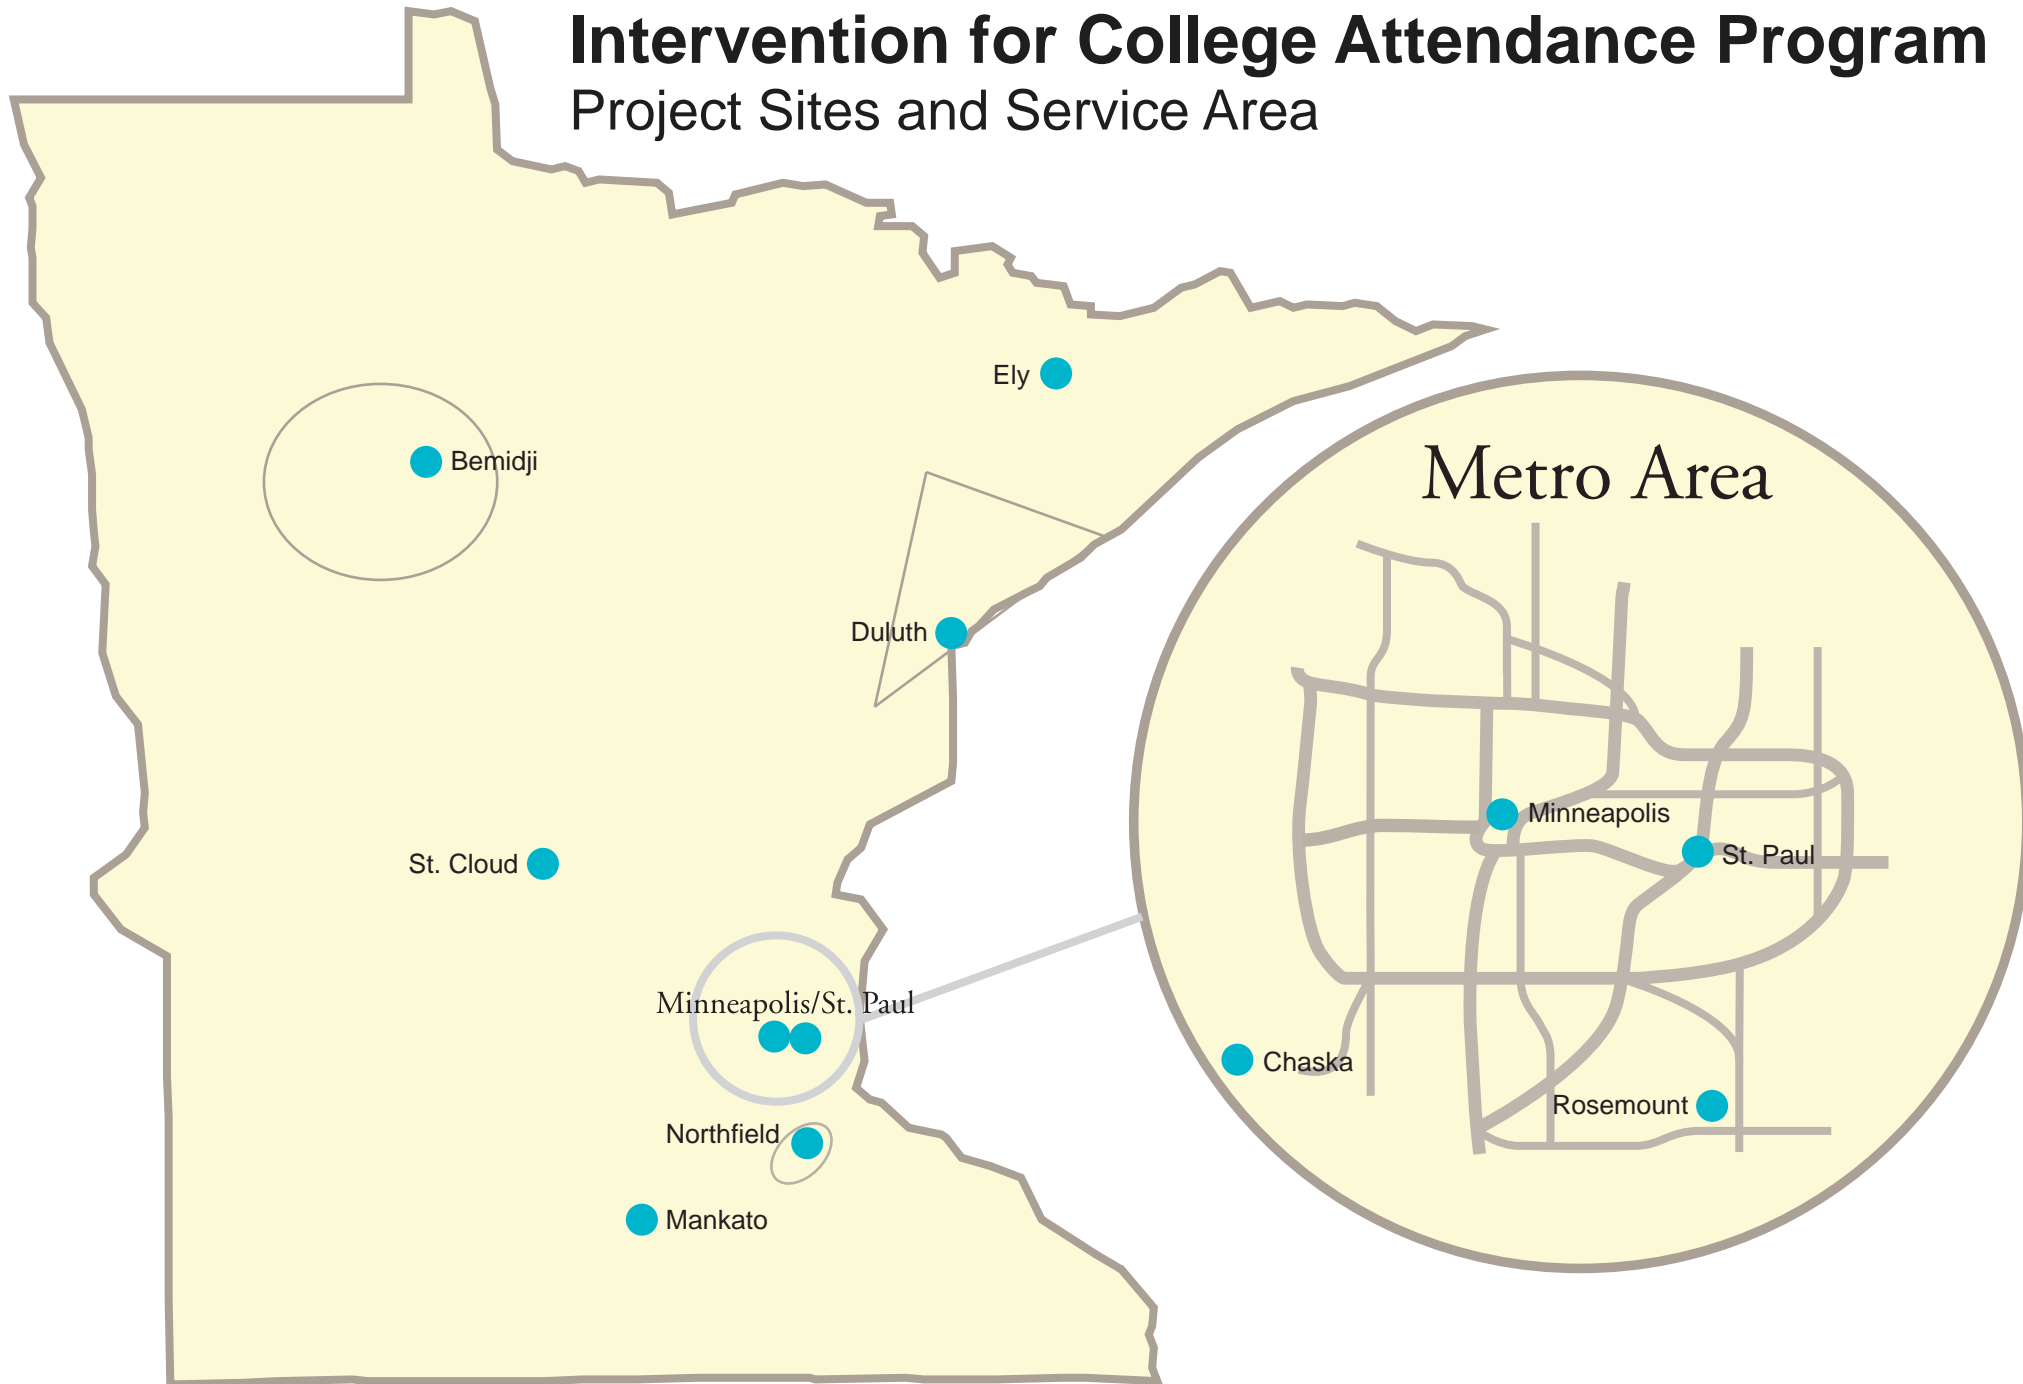 Intervention for College Attendance Program
Project Sites and Service Area
Ely
Bemidji
Metro Area
Duluth
Minneapolis
St. Paul
St. Cloud
Minneapolis/St. Paul
Chaska
Rosemount
Northfield
Mankato